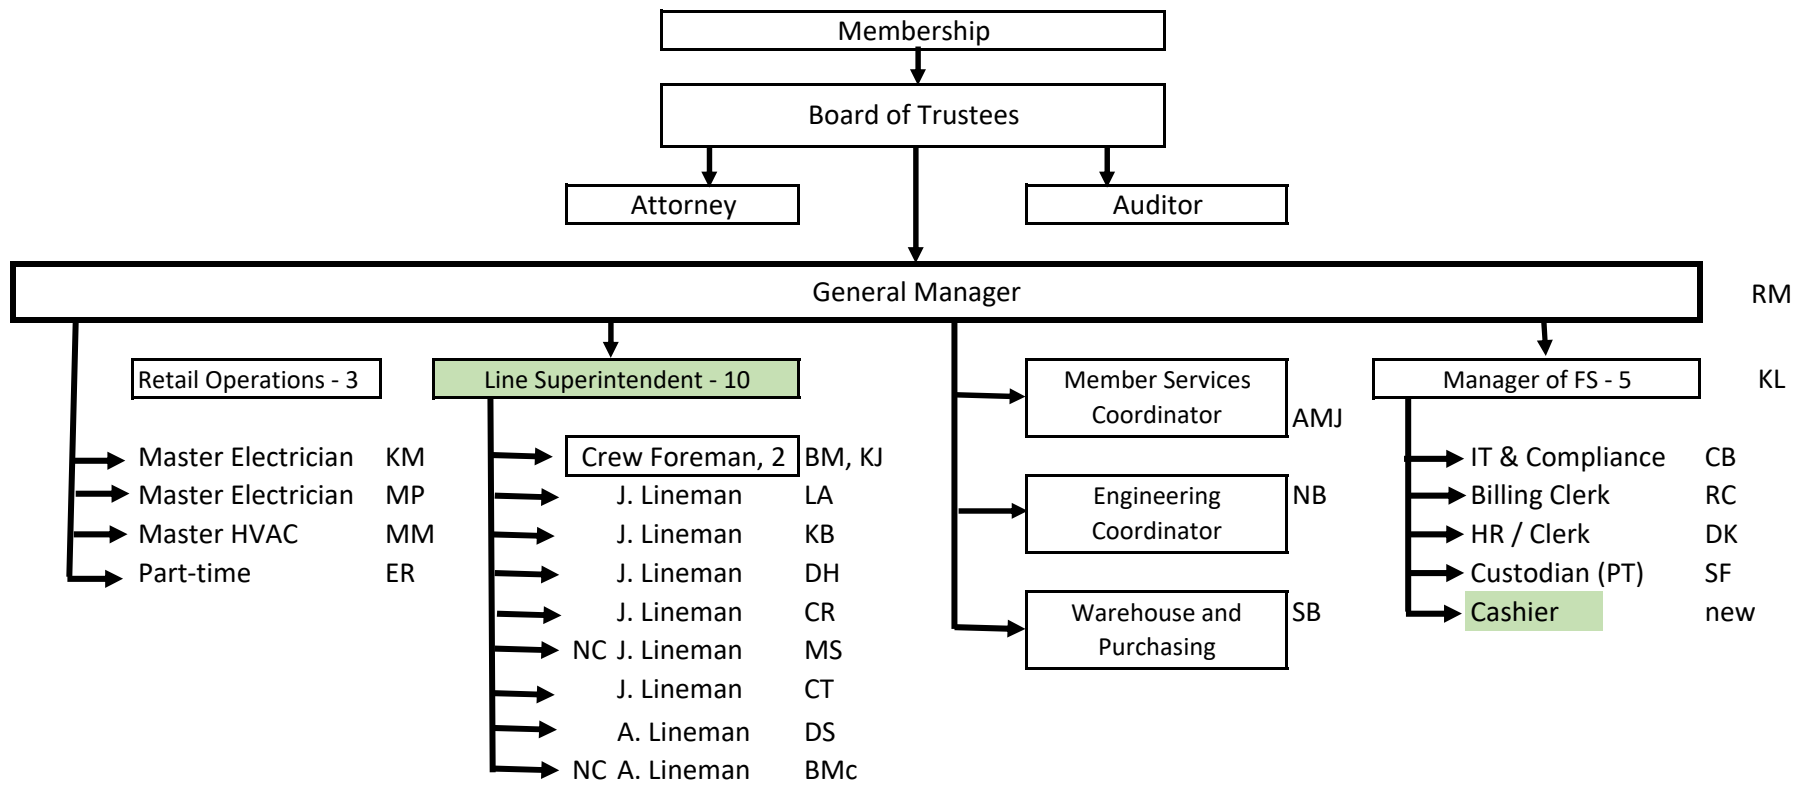 Membership
Board of Trustees
Attorney
Auditor
General Manager
RM
Retail Operations - 3
Master Electrician KM
Master Electrician MP
Master HVAC MM
Part-time ER
Line Superintendent - 10
Crew Foreman, 2 BM, KJ
J. Lineman LA
J. Lineman KB
J. Lineman DH
J. Lineman CR
NC J. Lineman MS
J. Lineman CT
A. Lineman DS
NC A. Lineman BMc
Member Services
Coordinator
AMJ
Engineering
Coordinator
NB
Warehouse and
Purchasing
SB
Manager of FS - 5
KL
IT & Compliance CB
Billing Clerk RC
HR / Clerk DK
Custodian (PT) SF
Cashier new